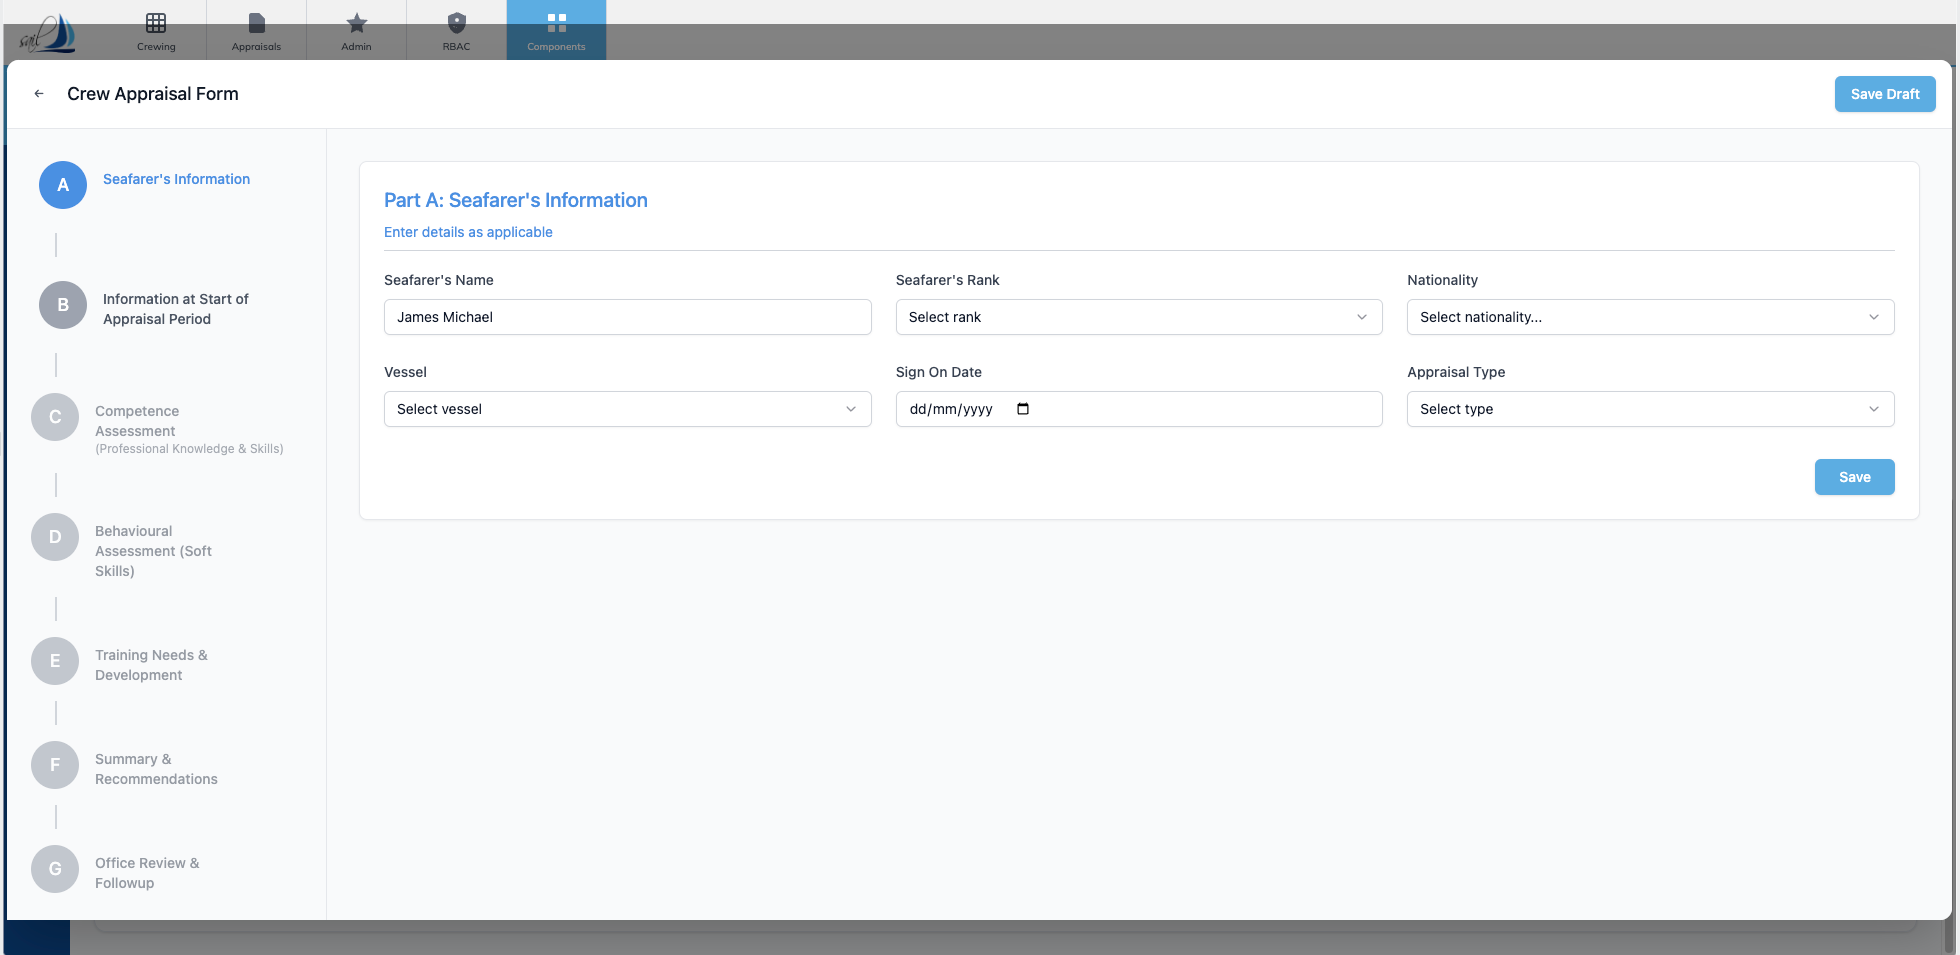 sail
Crewing
Appraisals
Admin
RBAC
Components
←
Crew Appraisal Form
Save Draft
A
Seafarer's Information
B
Information at Start of
Appraisal Period
C
Competence
Assessment
(Professional Knowledge & Skills)
D
Behavioural
Assessment (Soft
Skills)
E
Training Needs &
Development
F
Summary &
Recommendations
G
Office Review &
Followup
Part A: Seafarer's Information
Enter details as applicable
Seafarer's Name
James Michael
Seafarer's Rank
Select rank
Nationality
Select nationality...
Vessel
Select vessel
Sign On Date
dd/mm/yyyy
Appraisal Type
Select type
Save